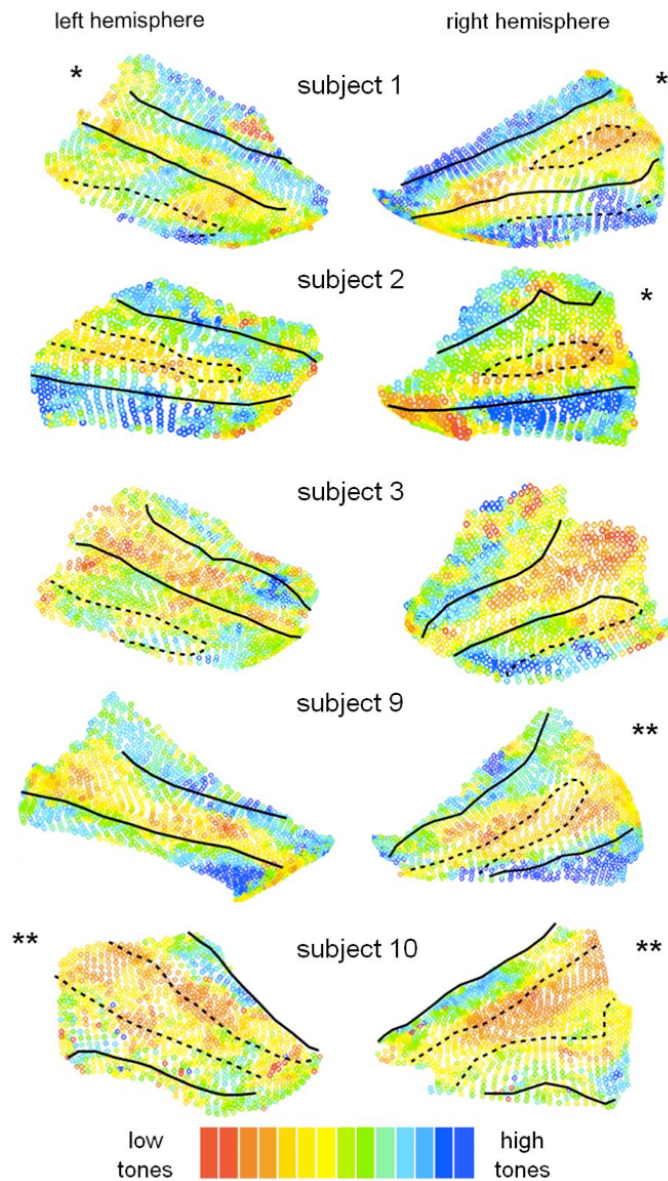 left hemisphere
right hemisphere
*
subject 1
*
subject 2
*
subject 3
subject 9
**
**
subject 10
**
low tones
high tones